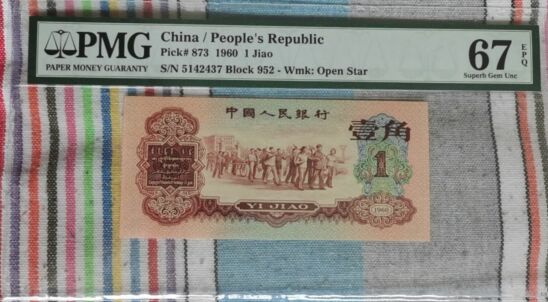 PMG
PAPER MONEY GUARANTY
China / People's Republic
Pick# 873 1960 1 Jiao
S/N 5142437 Block 952 - Wmk: Open Star
67 EPQ
Superb Gem Unc
中国人民银行
壹角
1
YI JIAO
1960